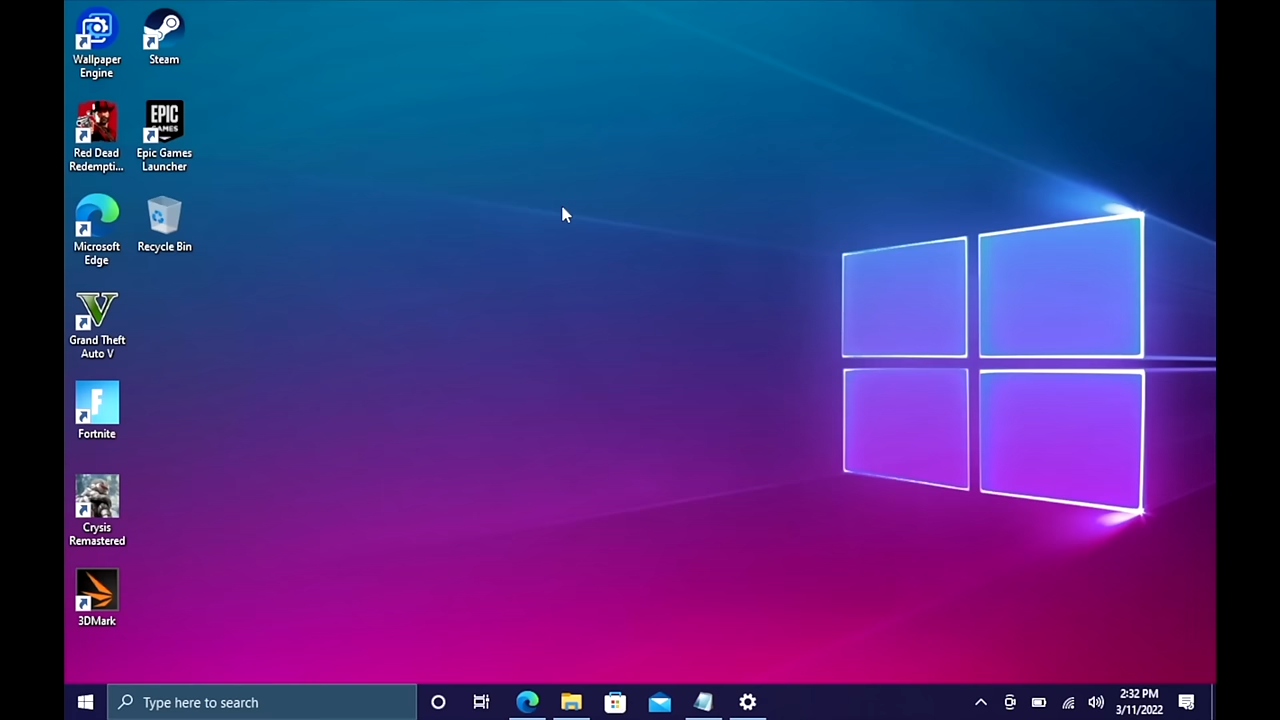 Wallpaper
Engine
Steam
Red Dead
Redempti...
EPIC
GAMES
Epic Games
Launcher
Microsoft
Edge
Recycle Bin
V
Grand Theft
Auto V
F
Fortnite
Crysis
Remastered
3DMark
Type here to search
2:32 PM
3/11/2022